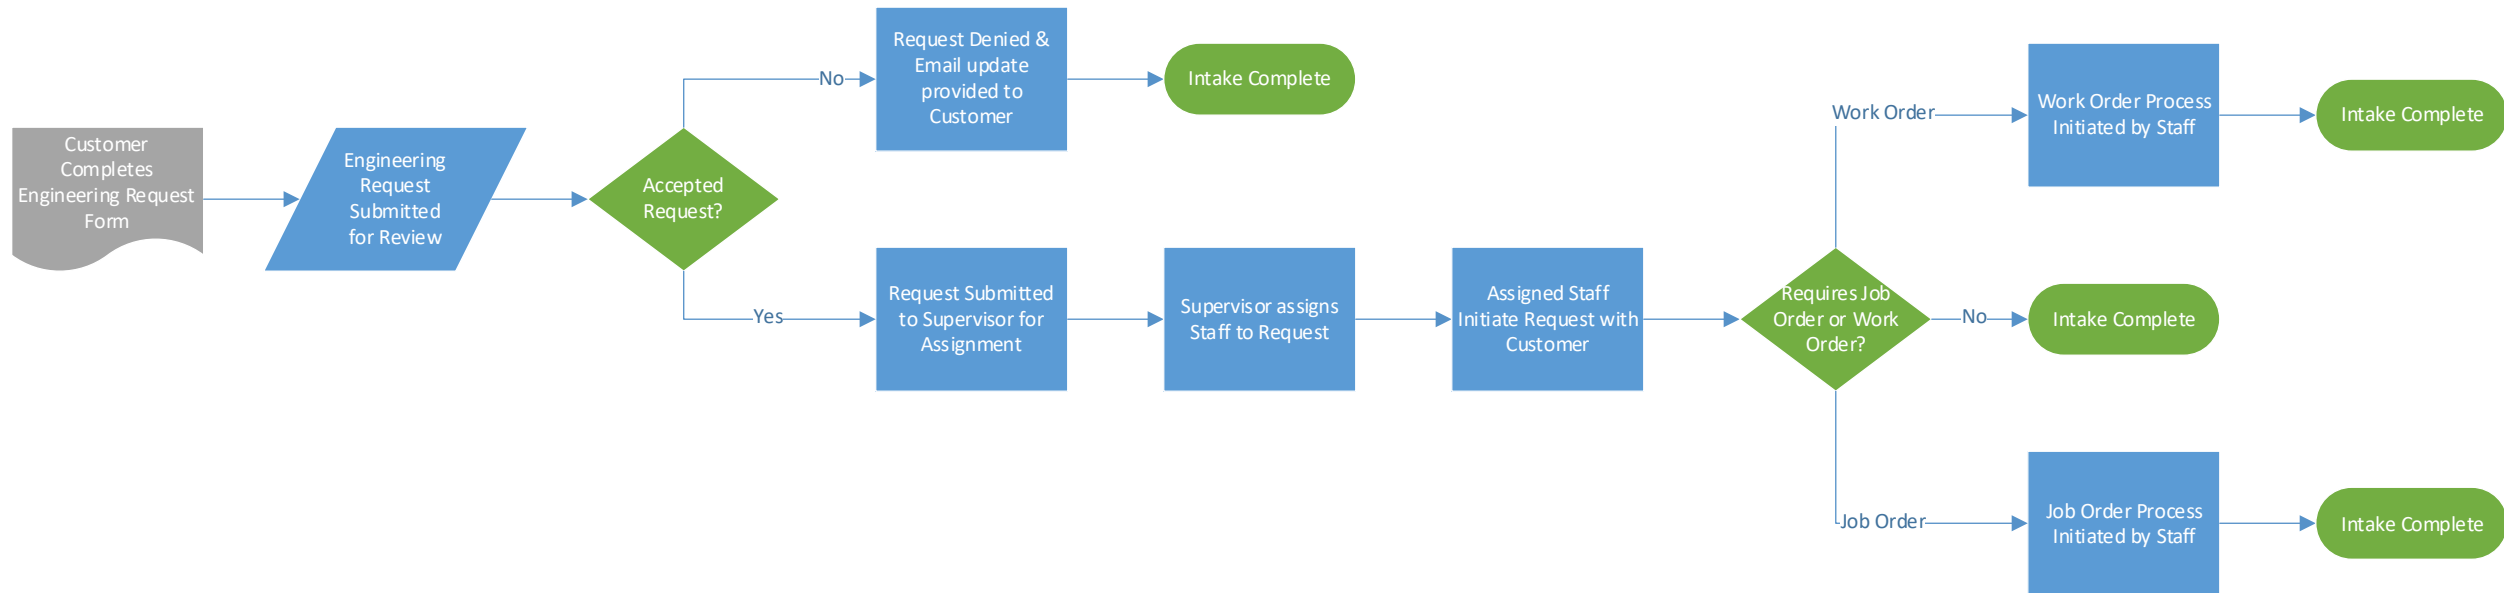 Customer
Completes
Engineering Request
Form
Engineering
Request
Submitted
for Review
Accepted
Request?
No
Request Denied &
Email update
provided to
Customer
Intake Complete
Yes
Request Submitted
to Supervisor for
Assignment
Supervisor assigns
Staff to Request
Assigned Staff
Initiate Request with
Customer
Requires Job
Order or Work
Order?
Work Order
Work Order Process
Initiated by Staff
Intake Complete
No
Intake Complete
Job Order
Job Order Process
Initiated by Staff
Intake Complete